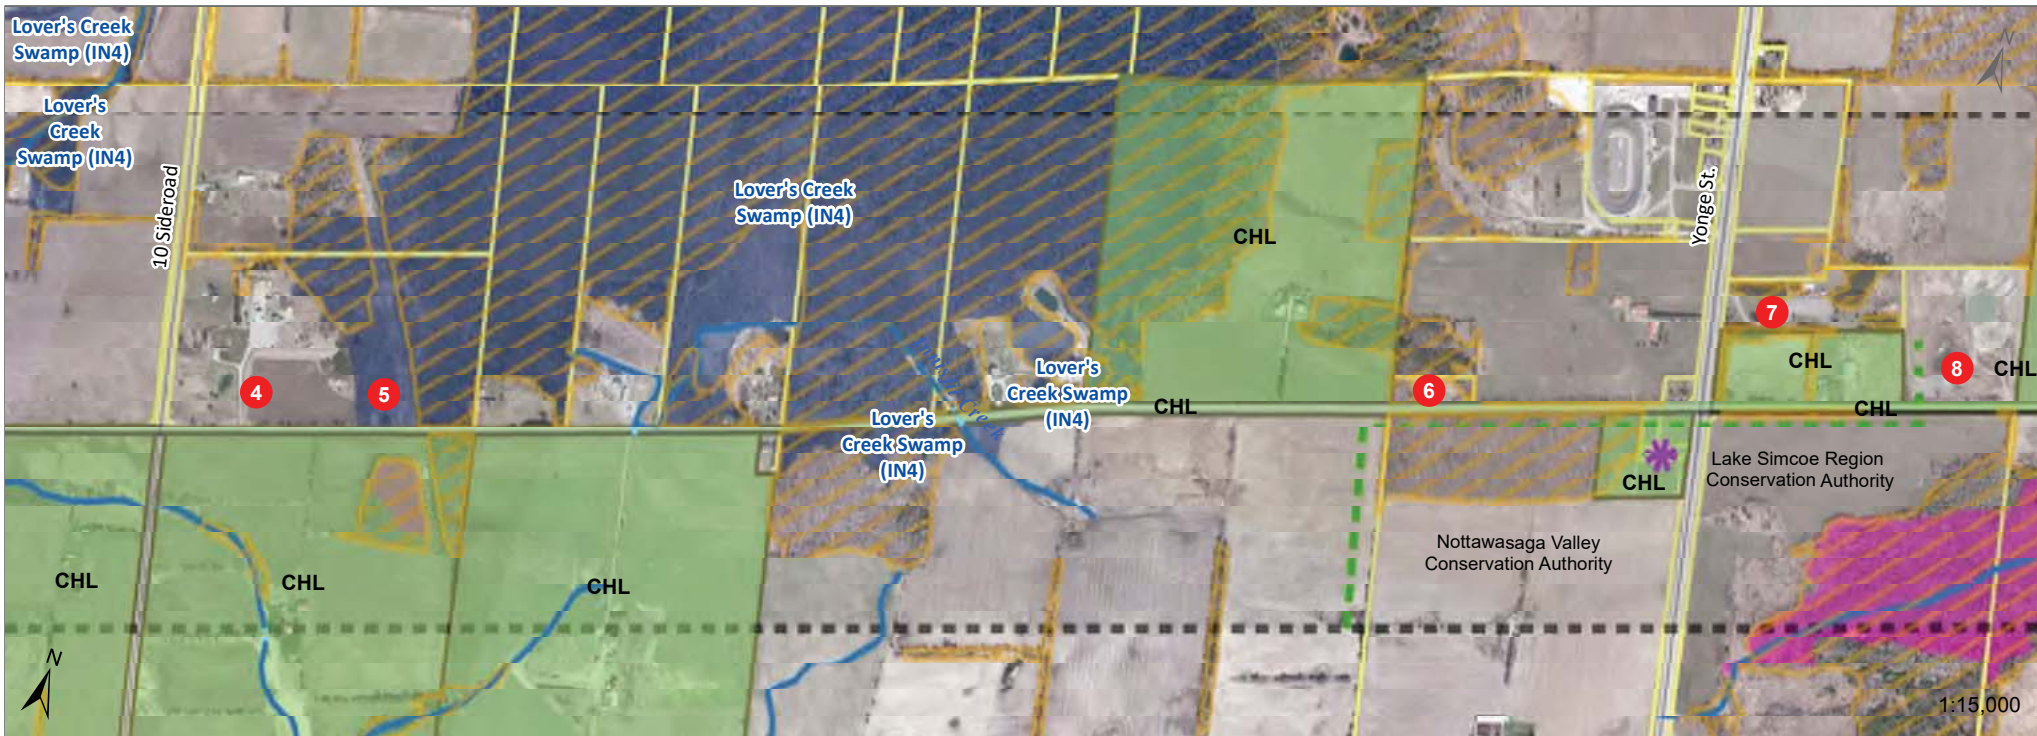 Lover's Creek
Swamp (IN4)
N
Lover's
Creek
Swamp (IN4)
10 Sideroad
Lover's Creek
Swamp (IN4)
CHL
Yonge St.
7
CHL
8
CHL
4
5
Lover's
Creek Swamp
(IN4)
6
CHL
CHL
Lover's
Creek Swamp
(IN4)
CHL
Lake Simcoe Region
Conservation Authority
Nottawasaga Valley
Conservation Authority
CHL
CHL
CHL
N
1:15,000